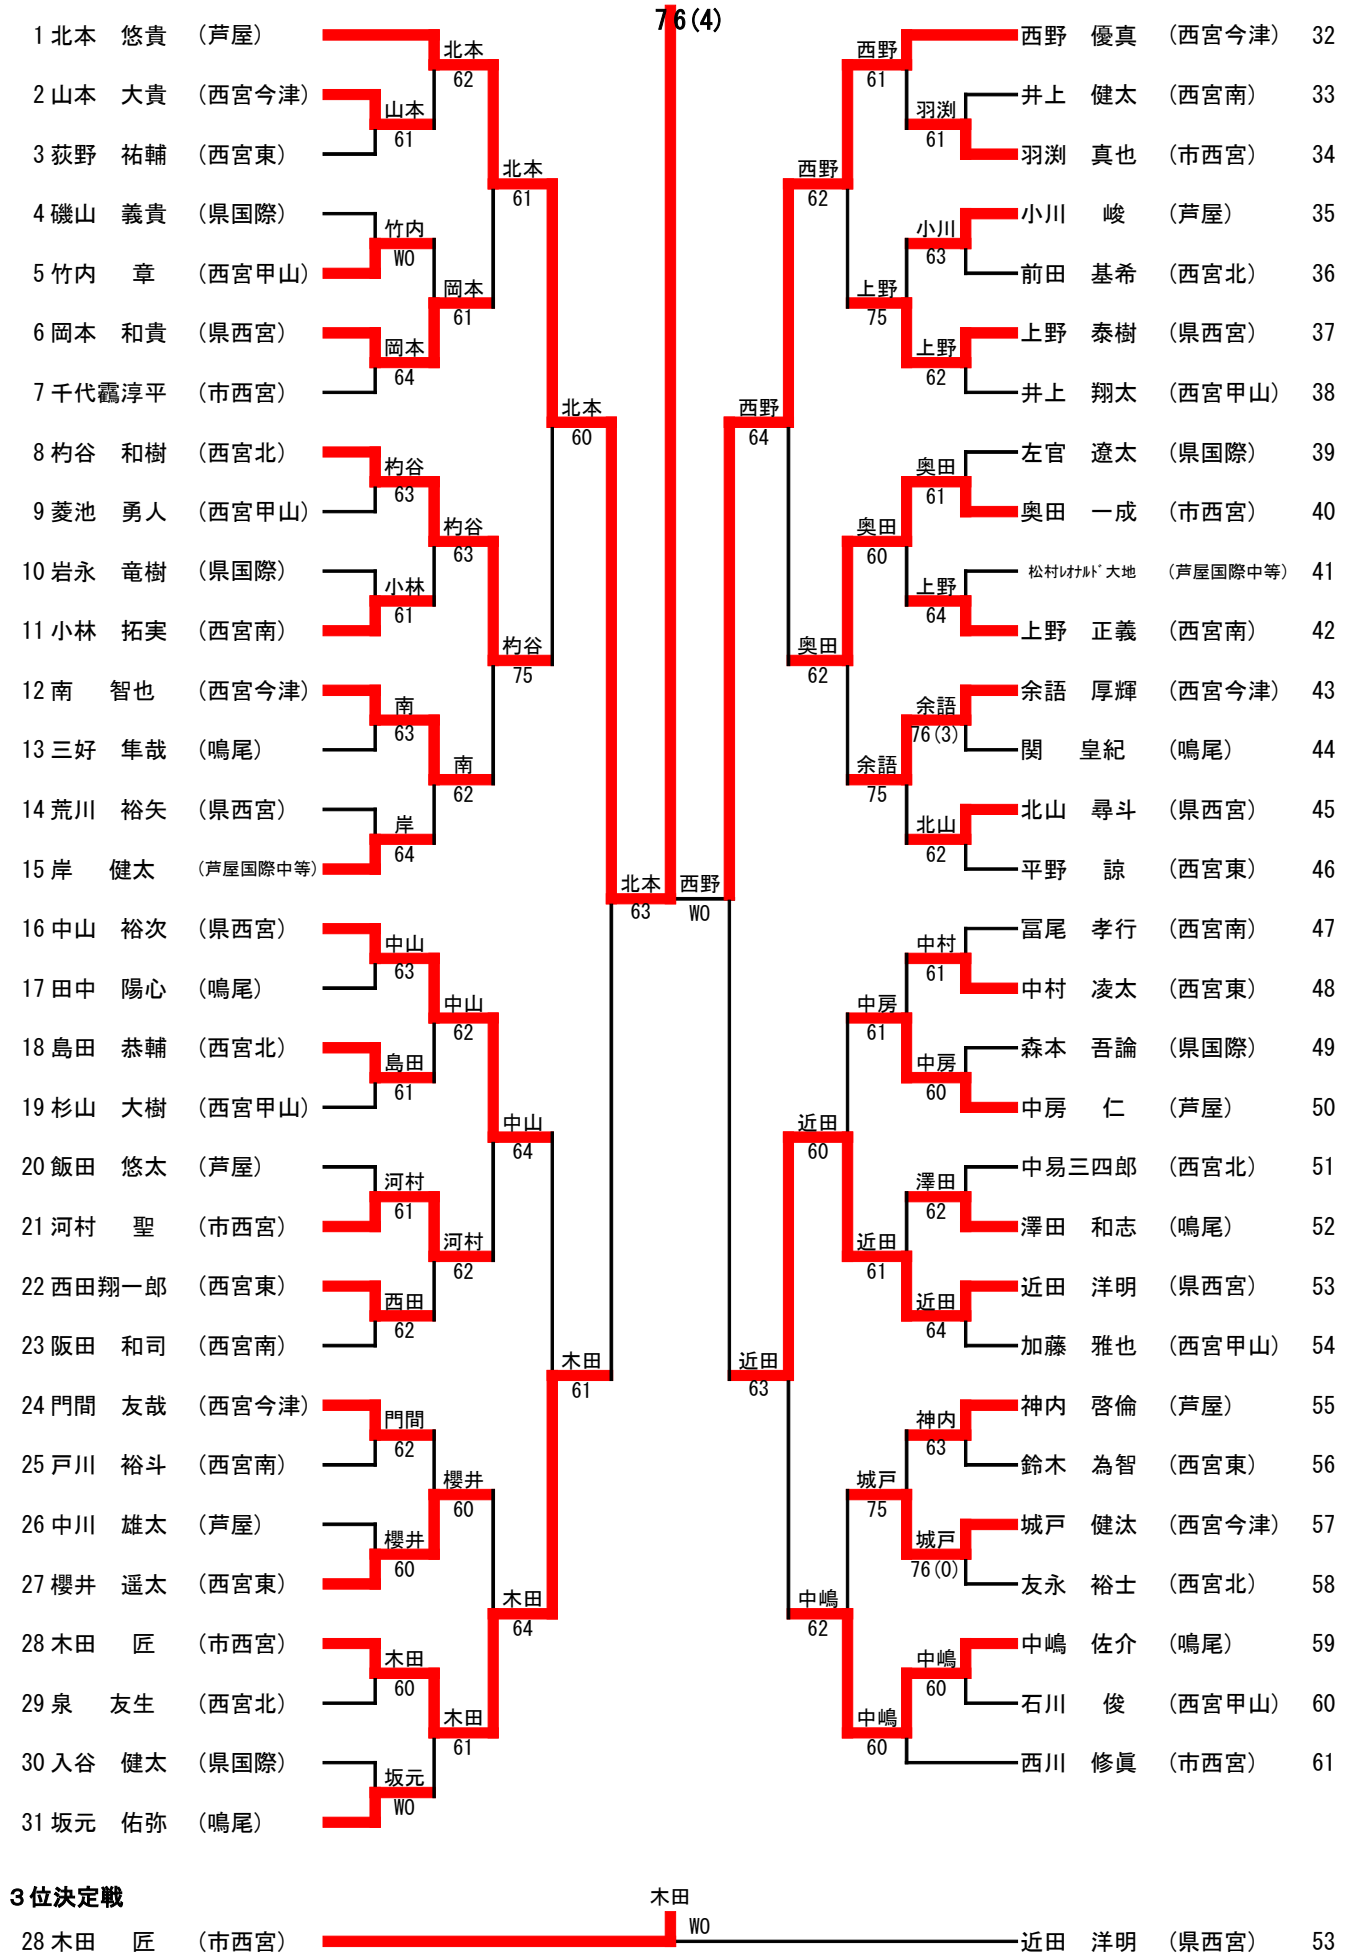 76(4)
1 北本　悠貴 （芦屋）
2 山本　大貴 （西宮今津）
3 荻野　祐輔 （西宮東）
4 磯山　義貴 （県国際）
5 竹内　章 （西宮甲山）
6 岡本　和貴 （県西宮）
7 千代靍淳平 （市西宮）
8 杓谷　和樹 （西宮北）
9 菱池　勇人 （西宮甲山）
10 岩永　竜樹 （県国際）
11 小林　拓実 （西宮南）
12 南　智也 （西宮今津）
13 三好　隼哉 （鳴尾）
14 荒川　裕矢 （県西宮）
15 岸　健太 （芦屋国際中等）
16 中山　裕次 （県西宮）
17 田中　陽心 （鳴尾）
18 島田　恭輔 （西宮北）
19 杉山　大樹 （西宮甲山）
20 飯田　悠太 （芦屋）
21 河村　聖 （市西宮）
22 西田翔一郎 （西宮東）
23 阪田　和司 （西宮南）
24 門間　友哉 （西宮今津）
25 戸川　裕斗 （西宮南）
26 中川　雄太 （芦屋）
27 櫻井　遥太 （西宮東）
28 木田　匠 （市西宮）
29 泉　友生 （西宮北）
30 入谷　健太 （県国際）
31 坂元　佑弥 （鳴尾）
山本
61
竹内
WO
岡本
64
杓谷
63
小林
61
南
63
岸
64
中山
63
島田
61
河村
61
西田
62
門間
62
櫻井
60
木田
60
坂元
WO
北本
62
岡本
61
杓谷
63
南
62
中山
62
河村
62
櫻井
60
木田
61
北本
61
杓谷
75
中山
64
木田
64
北本
60
木田
61
北本
63
西野
WO
西野
64
近田
63
西野
62
奥田
62
近田
60
中嶋
62
西野
61
上野
75
奥田
60
余語
75
中房
61
近田
61
城戸
75
中嶋
60
羽渕
61
小川
63
上野
62
奥田
61
上野
64
余語
76(3)
北山
62
中村
61
中房
60
澤田
62
近田
64
神内
63
城戸
76(0)
中嶋
60
西野　優真 （西宮今津） 32
井上　健太 （西宮南） 33
羽渕　真也 （市西宮） 34
小川　峻 （芦屋） 35
前田　基希 （西宮北） 36
上野　泰樹 （県西宮） 37
井上　翔太 （西宮甲山） 38
左官　遼太 （県国際） 39
奥田　一成 （市西宮） 40
松村ﾚｵﾅﾙﾄﾞ大地 （芦屋国際中等） 41
上野　正義 （西宮南） 42
余語　厚輝 （西宮今津） 43
関　皇紀 （鳴尾） 44
北山　尋斗 （県西宮） 45
平野　諒 （西宮東） 46
冨尾　孝行 （西宮南） 47
中村　凌太 （西宮東） 48
森本　吾論 （県国際） 49
中房　仁 （芦屋） 50
中易三四郎 （西宮北） 51
澤田　和志 （鳴尾） 52
近田　洋明 （県西宮） 53
加藤　雅也 （西宮甲山） 54
神内　啓倫 （芦屋） 55
鈴木　為智 （西宮東） 56
城戸　健汰 （西宮今津） 57
友永　裕士 （西宮北） 58
中嶋　佐介 （鳴尾） 59
石川　俊 （西宮甲山） 60
西川　修眞 （市西宮） 61
３位決定戦
木田
WO
28 木田　匠 （市西宮）
近田　洋明 （県西宮） 53